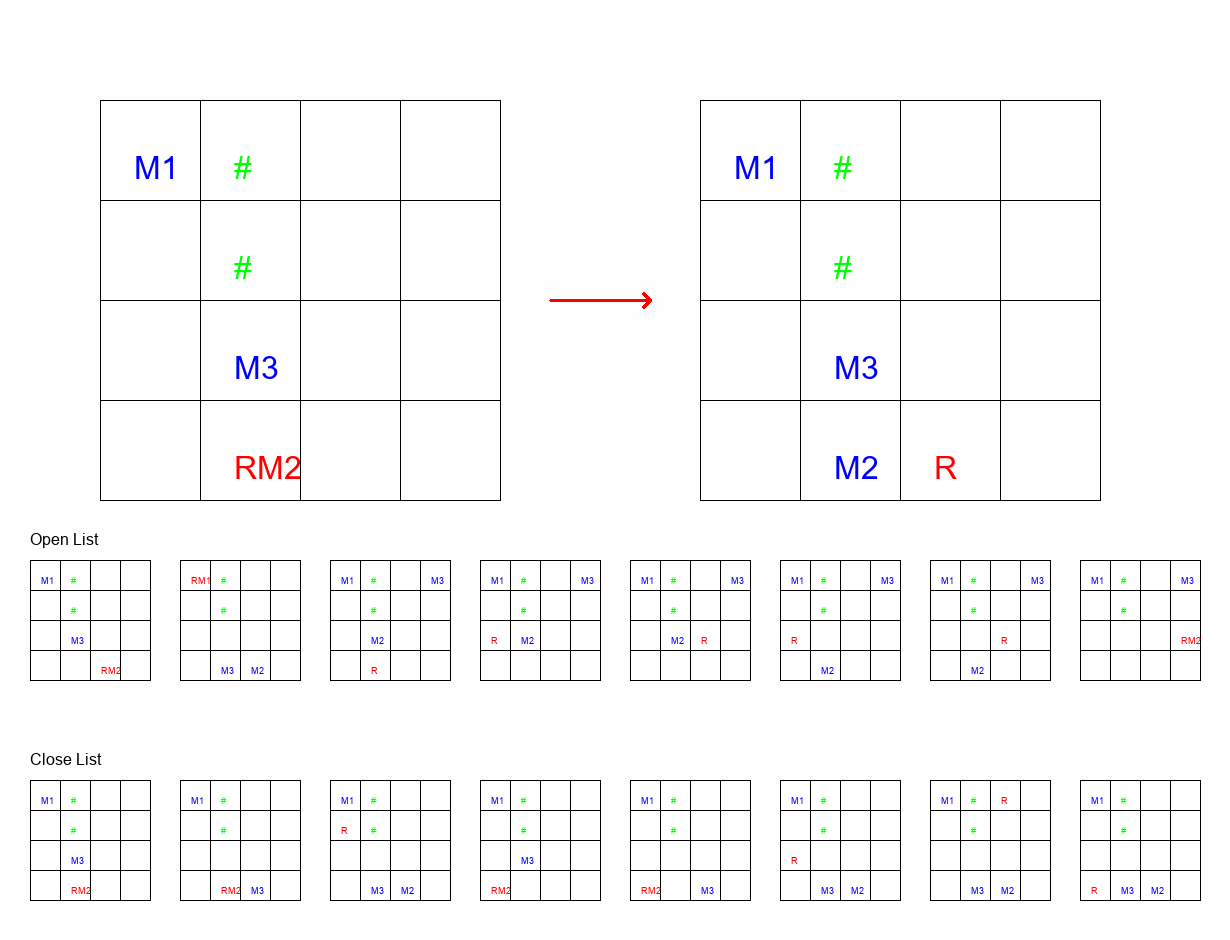 M1 # M1 #
# #
M3 M3
RM2 M2 R
Open List
M1 # RM1 # M1 # M3 M1 # M3 M1 # M3 M1 # M3 M1 # M3 M1 # M3
# # # # # # # #
M3 M2 R M2 M2 R R R RM2
RM2 M3 M2 R M2 M2
Close List
M1 # M1 # M1 # M1 # M1 # M1 # M1 # R M1 #
# # R # # # # # #
M3 M3 R
RM2 RM2 M3 M3 M2 RM2 RM2 M3 M3 M2 M3 M2 R M3 M2